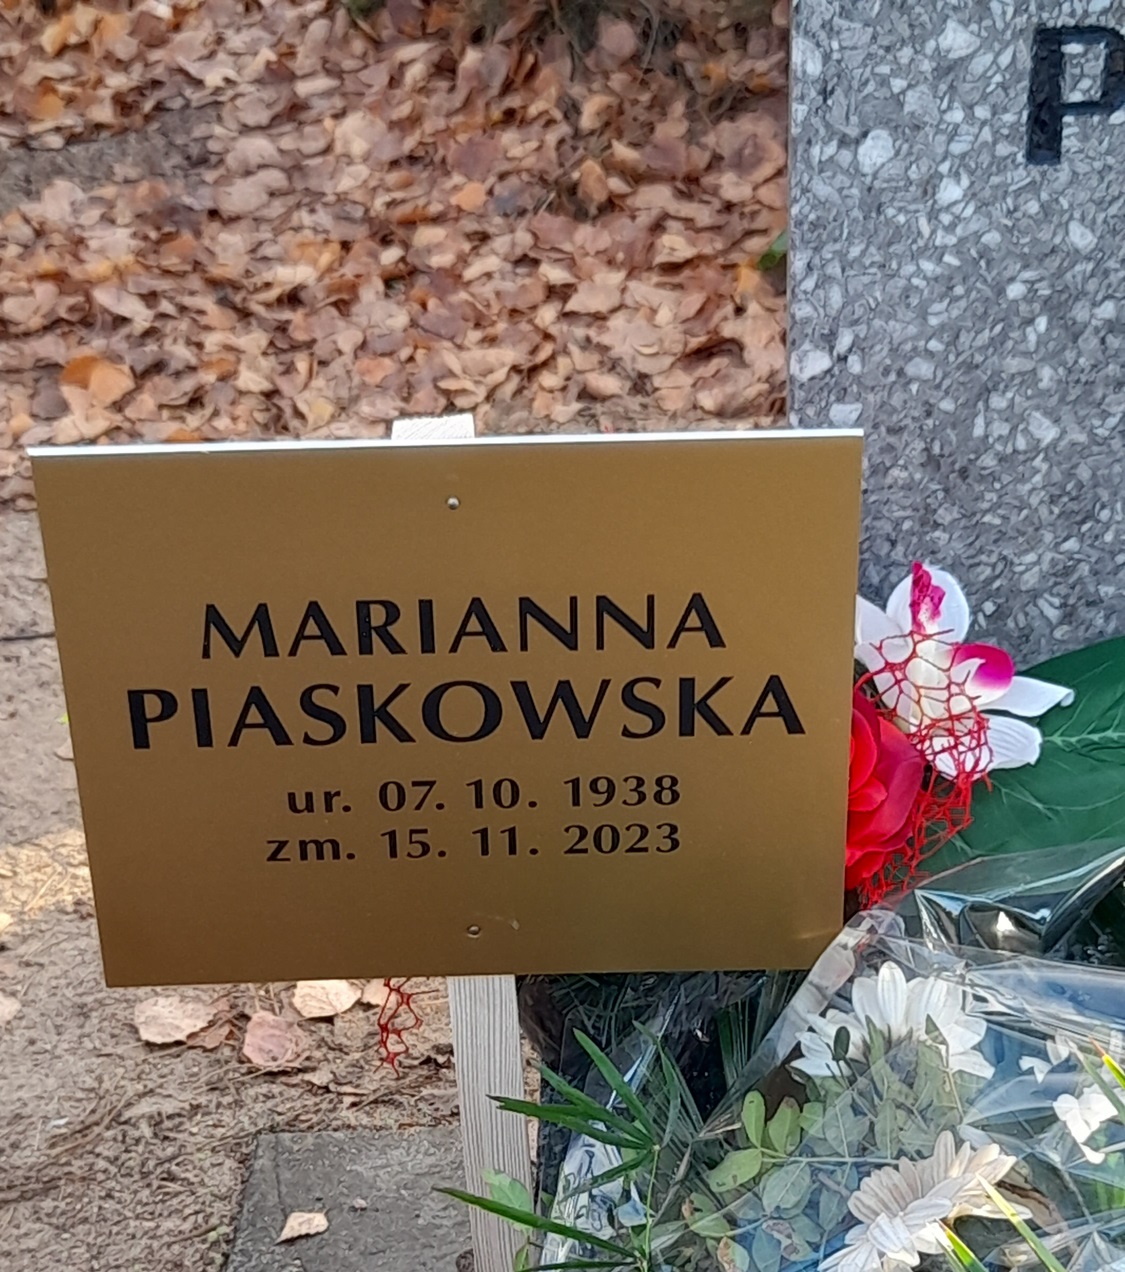 P
MARIANNA
PIASKOWSKA
ur. 07. 10. 1938
zm. 15. 11. 2023